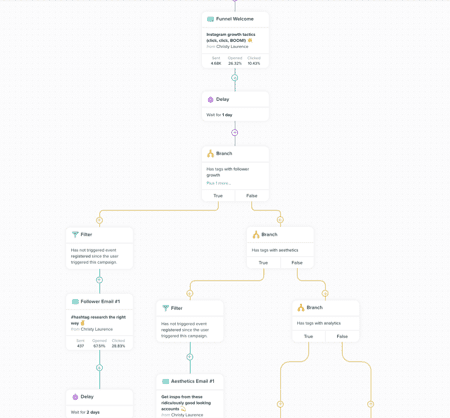 Funnel Welcome
Instagram growth tactics
(click, click, BOOM!)
from Christy Laurence
Sent Opened Clicked
4.68K 26.32% 10.43%
Delay
Wait for 1 day
Branch
Has tags with follower
growth
Plus 1 more...
True False
Filter
Has not triggered event
registered since the user
triggered this campaign.
Branch
Has tags with aesthetics
True False
Follower Email #1
#hashtag research the right
way
from Christy Laurence
Sent Opened Clicked
437 67.51% 29.83%
Filter
Has not triggered event
registered since the user
triggered this campaign.
Branch
Has tags with analytics
True False
Aesthetics Email #1
Get inspo from these
ridiculously good looking
accounts
from Christy Laurence
Delay
Wait for 2 days